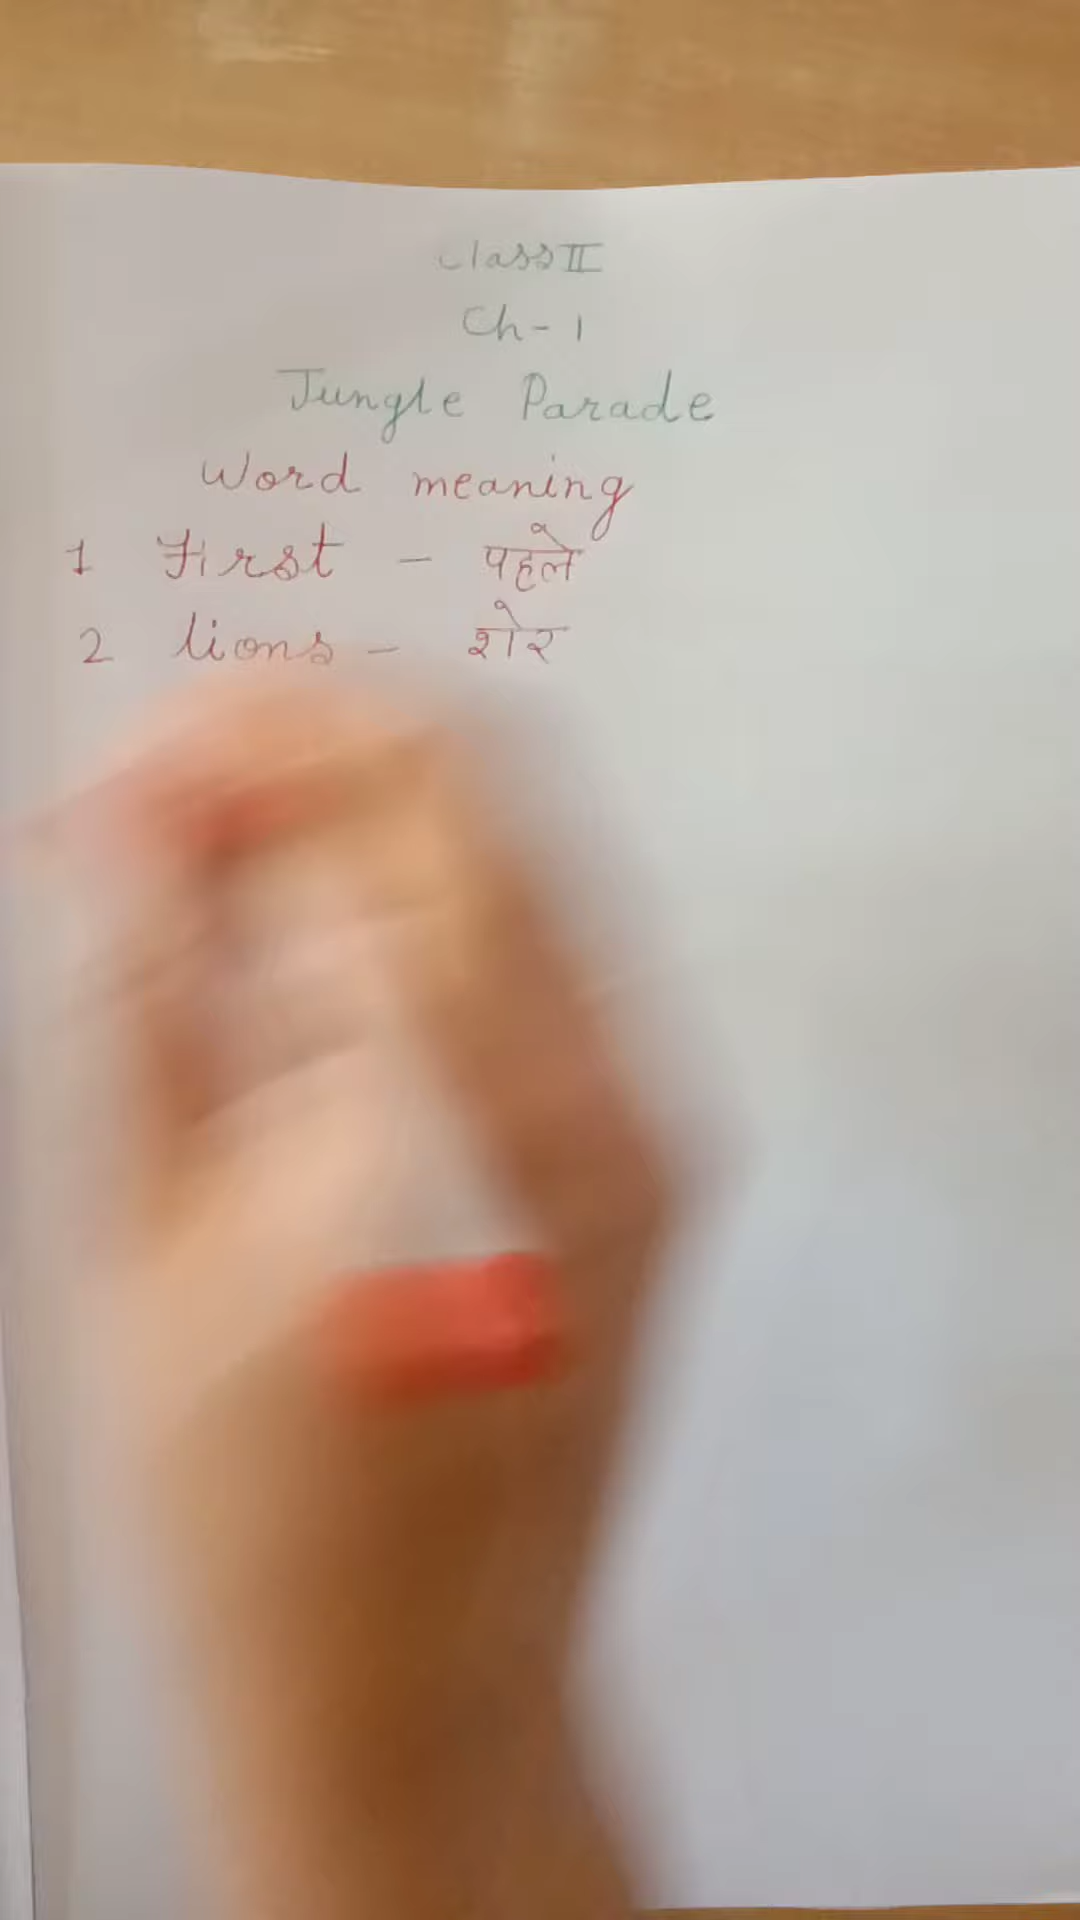 Class II
Ch - 1
Jungle Parade
Word meaning
1 First - पहले
2 lions - शेर